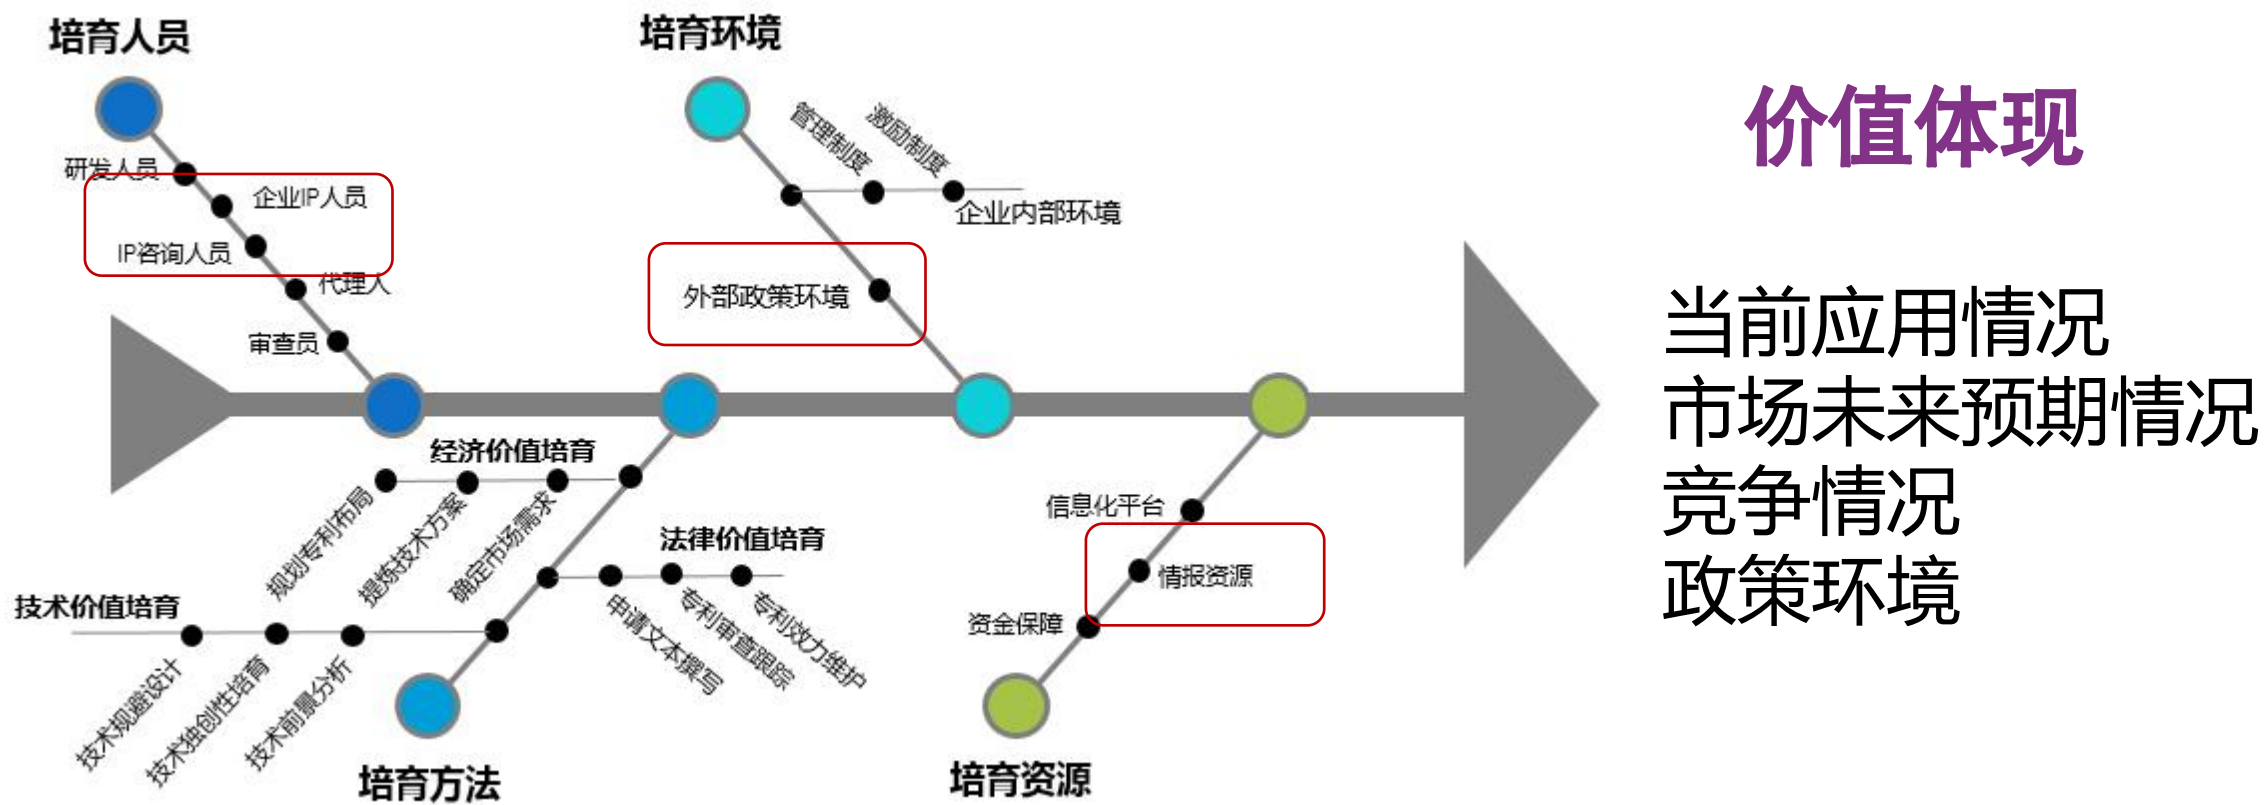 培育人员
培育环境
价值体现
研发人员
企业IP人员
IP咨询人员
代理人
审查员
管理制度
激励制度
企业内部环境
外部政策环境
当前应用情况
市场未来预期情况
竞争情况
政策环境
经济价值培育
规划专利布局
提炼技术方案
确定市场需求
法律价值培育
申请文本撰写
专利审查跟踪
专利效力维护
技术价值培育
技术规避设计
技术独创性培育
技术前景分析
信息化平台
情报资源
资金保障
培育方法
培育资源